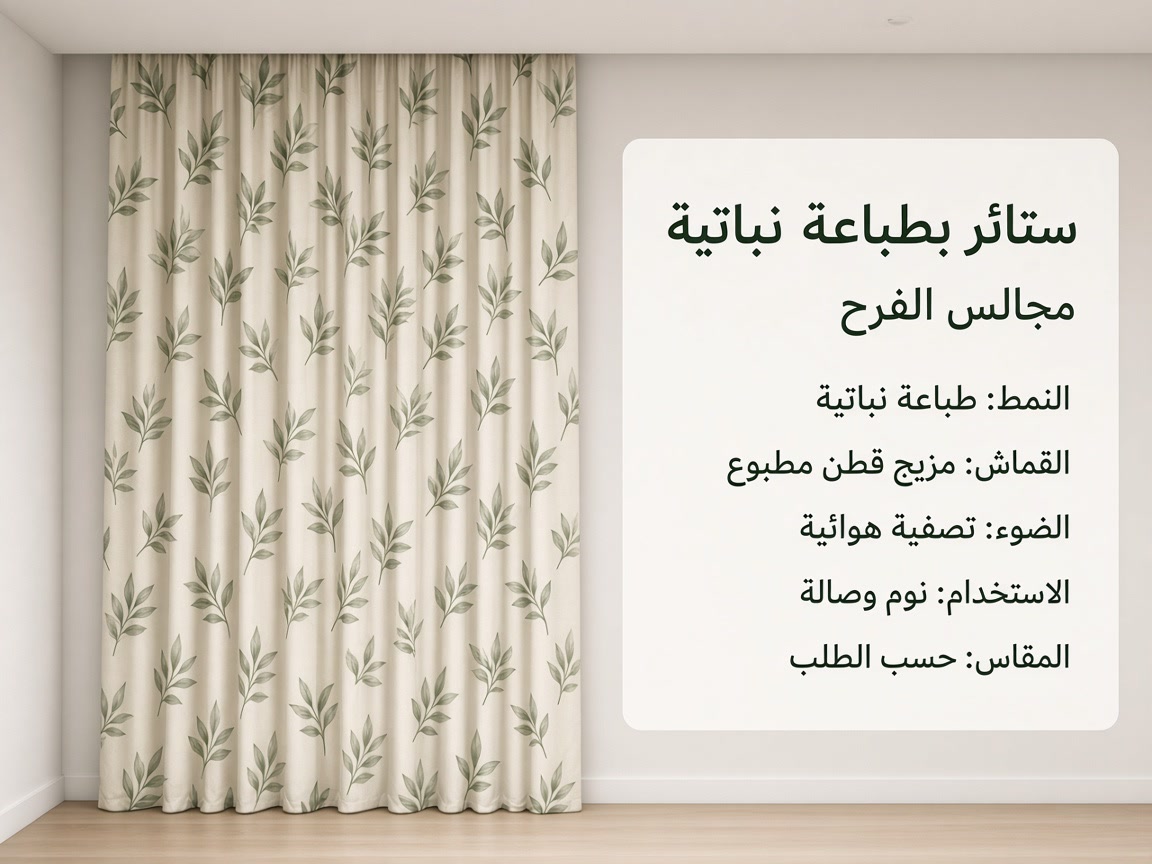 ستائر بطباعة نباتية
مجالس الفرح
النمط: طباعة نباتية
القماش: مزيج قطن مطبوع
الضوء: تصفية هوائية
الاستخدام: نوم وصالة
المقاس: حسب الطلب